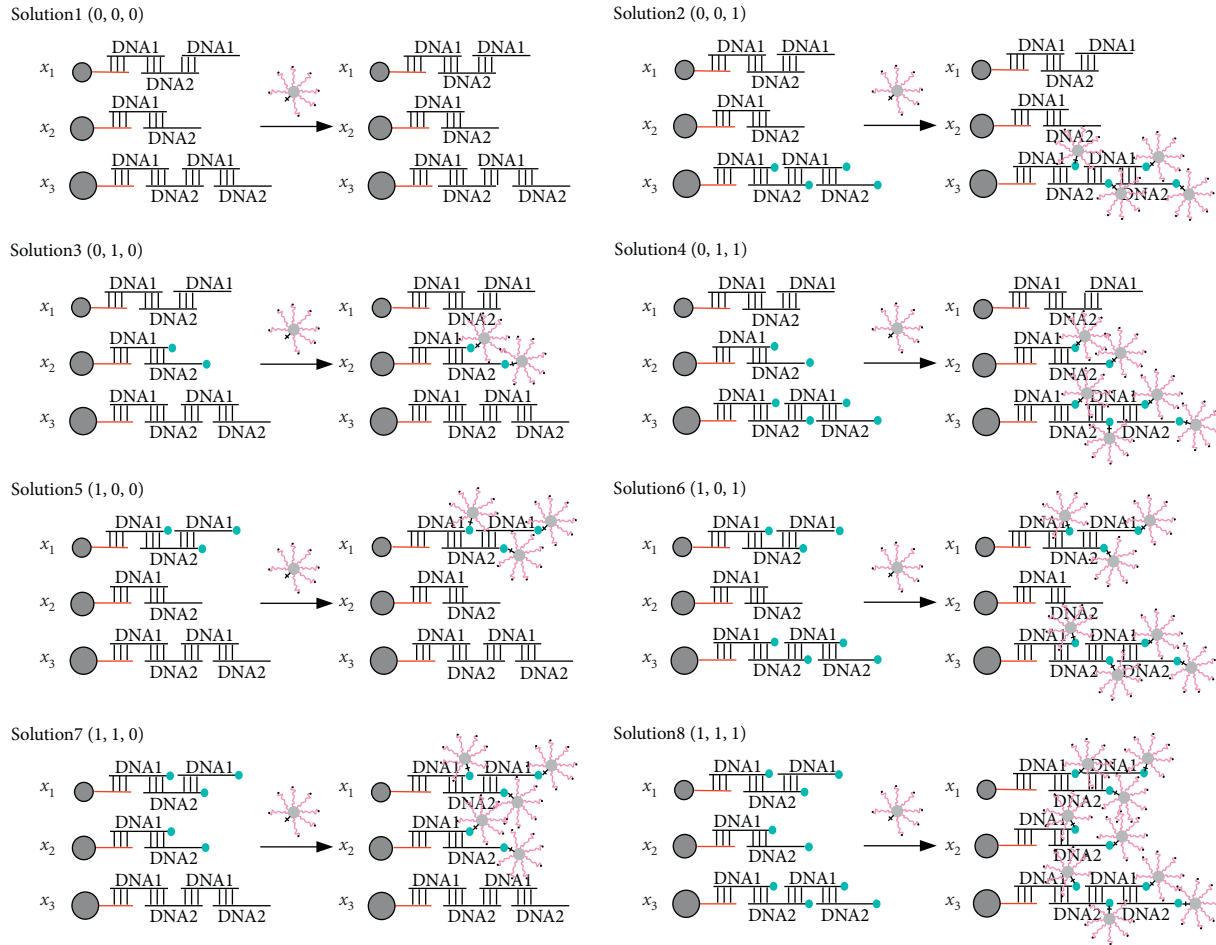 Solution1 (0, 0, 0)
DNA1 DNA1 DNA1 DNA1
x1 x1
DNA2 DNA2
DNA1 DNA1
x2 x2
DNA2 DNA2
DNA1 DNA1 DNA1 DNA1
x3 x3
DNA2 DNA2 DNA2 DNA2
Solution2 (0, 0, 1)
DNA1 DNA1 DNA1 DNA1
x1 x1
DNA2 DNA2
DNA1 DNA1
x2 x2
DNA2 DNA2
DNA1 DNA1 DNA1 DNA1
x3 x3
DNA2 DNA2 DNA2 DNA2
Solution3 (0, 1, 0)
DNA1 DNA1 DNA1 DNA1
x1 x1
DNA2 DNA2
DNA1 DNA1
x2 x2
DNA2 DNA2
DNA1 DNA1 DNA1 DNA1
x3 x3
DNA2 DNA2 DNA2 DNA2
Solution4 (0, 1, 1)
DNA1 DNA1 DNA1 DNA1
x1 x1
DNA2 DNA2
DNA1 DNA1
x2 x2
DNA2 DNA2
DNA1 DNA1 DNA1 DNA1
x3 x3
DNA2 DNA2 DNA2 DNA2
Solution5 (1, 0, 0)
DNA1 DNA1 DNA1 DNA1
x1 x1
DNA2 DNA2
DNA1 DNA1
x2 x2
DNA2 DNA2
DNA1 DNA1 DNA1 DNA1
x3 x3
DNA2 DNA2 DNA2 DNA2
Solution6 (1, 0, 1)
DNA1 DNA1 DNA1 DNA1
x1 x1
DNA2 DNA2
DNA1 DNA1
x2 x2
DNA2 DNA2
DNA1 DNA1 DNA1 DNA1
x3 x3
DNA2 DNA2 DNA2 DNA2
Solution7 (1, 1, 0)
DNA1 DNA1 DNA1 DNA1
x1 x1
DNA2 DNA2
DNA1 DNA1
x2 x2
DNA2 DNA2
DNA1 DNA1 DNA1 DNA1
x3 x3
DNA2 DNA2 DNA2 DNA2
Solution8 (1, 1, 1)
DNA1 DNA1 DNA1 DNA1
x1 x1
DNA2 DNA2
DNA1 DNA1
x2 x2
DNA2 DNA2
DNA1 DNA1 DNA1 DNA1
x3 x3
DNA2 DNA2 DNA2 DNA2